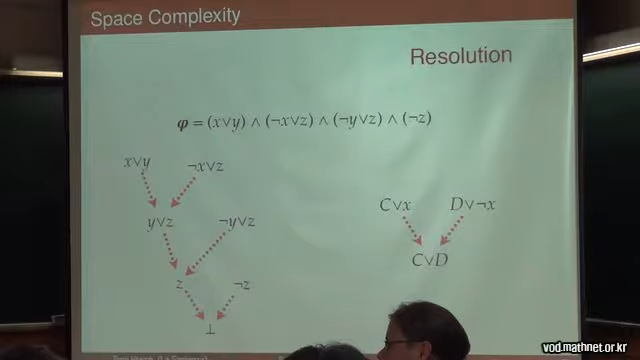 Space Complexity
Resolution
φ = (x∨y) ∧ (¬x∨z) ∧ (¬y∨z) ∧ (¬z)
x∨y ¬x∨z
C∨x D∨¬x
y∨z ¬y∨z
C∨D
z ¬z
⊥
vod.mathnet.or.kr